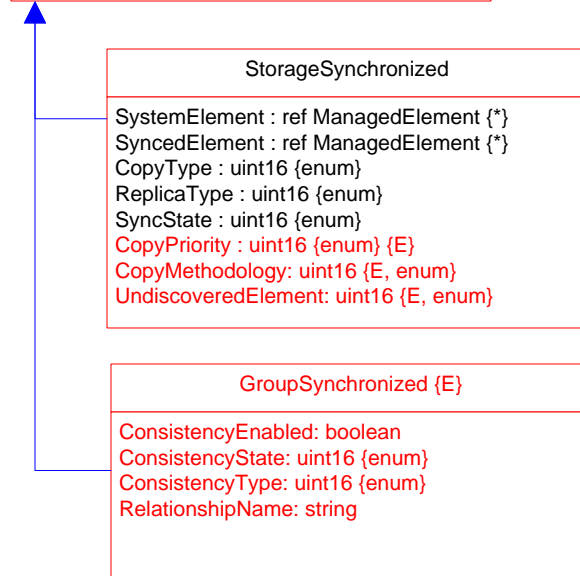 StorageSynchronized
SystemElement : ref ManagedElement {*}
SyncedElement : ref ManagedElement {*}
CopyType : uint16 {enum}
ReplicaType : uint16 {enum}
SyncState : uint16 {enum}
CopyPriority : uint16 {enum} {E}
CopyMethodology: uint16 {E, enum}
UndiscoveredElement: uint16 {E, enum}
GroupSynchronized {E}
ConsistencyEnabled: boolean
ConsistencyState: uint16 {enum}
ConsistencyType: uint16 {enum}
RelationshipName: string